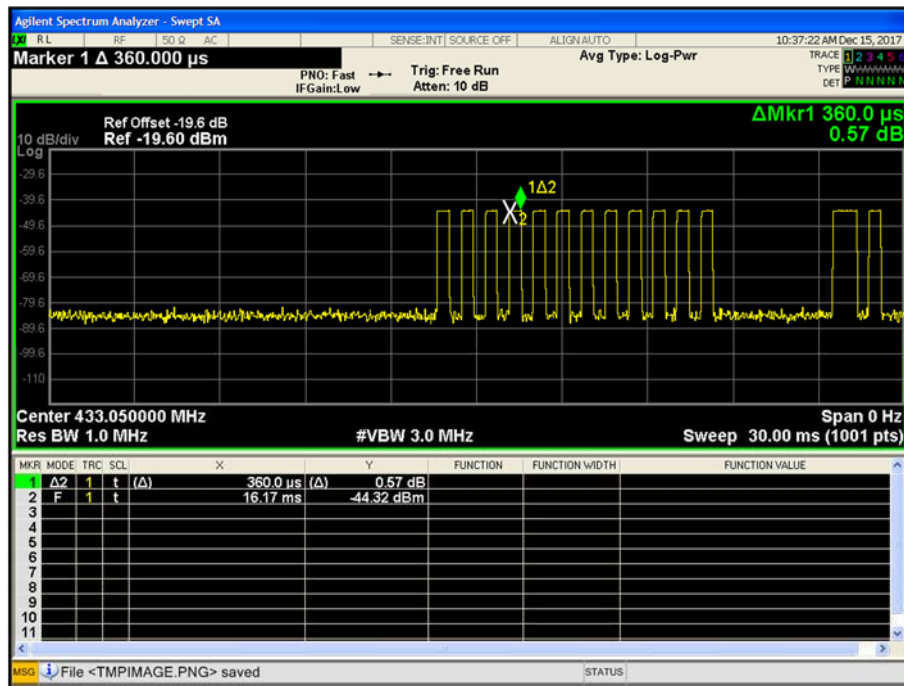 Agilent Spectrum Analyzer - Swept SA
LXI RL RF 50 Ω AC SENSE:INT SOURCE OFF ALIGN AUTO 10:37:22 AM Dec 15, 2017
Marker 1 Δ 360.000 µs
PNO: Fast
IFGain:Low
Trig: Free Run
Atten: 10 dB
Avg Type: Log-Pwr
TRACE 1 2 3 4 5 6
TYPE W
DET P N N N N N
ΔMkr1 360.0 µs
0.57 dB
Ref Offset -19.6 dB
10 dB/div Ref -19.60 dBm
Log
-29.6
-39.6
-49.6
-59.6
-69.6
-79.6
-89.6
-99.6
-110
1Δ2
X2
Center 433.050000 MHz Span 0 Hz
Res BW 1.0 MHz #VBW 3.0 MHz Sweep 30.00 ms (1001 pts)
MKR MODE TRC SCL X Y FUNCTION FUNCTION WIDTH FUNCTION VALUE
1 Δ2 1 t (Δ) 360.0 µs (Δ) 0.57 dB
2 F 1 t 16.17 ms -44.32 dBm
3
4
5
6
7
8
9
10
11
MSG File <TMPIMAGE.PNG> saved STATUS